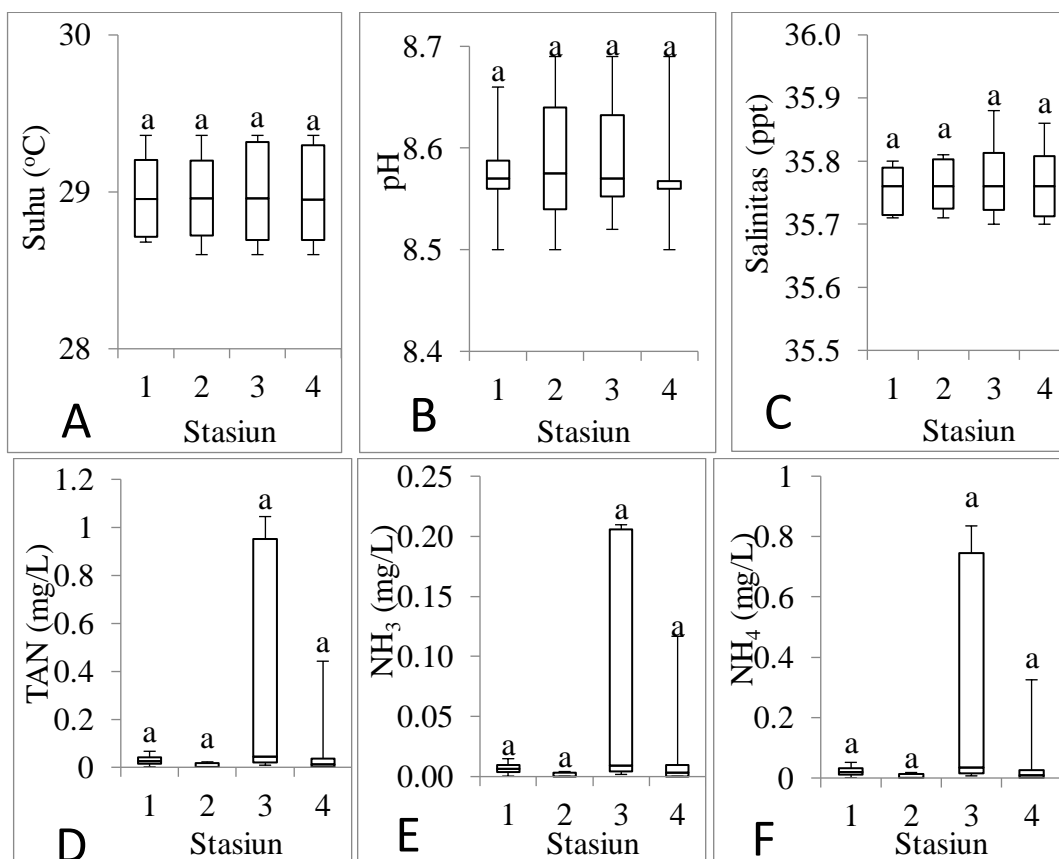 30
29
28
Suhu (°C)
a a a a
1 2 3 4
A
Stasiun
8.7
8.6
8.5
8.4
pH
a a a a
1 2 3 4
B
Stasiun
36.0
35.9
35.8
35.7
35.6
35.5
Salinitas (ppt)
a a a a
1 2 3 4
C
Stasiun
1.2
1
0.8
0.6
0.4
0.2
0
TAN (mg/L)
a a a a
1 2 3 4
D
Stasiun
0.25
0.20
0.15
0.10
0.05
0.00
NH₃ (mg/L)
a a a a
1 2 3 4
E
Stasiun
1
0.8
0.6
0.4
0.2
0
NH₄ (mg/L)
a a a a
1 2 3 4
F
Stasiun